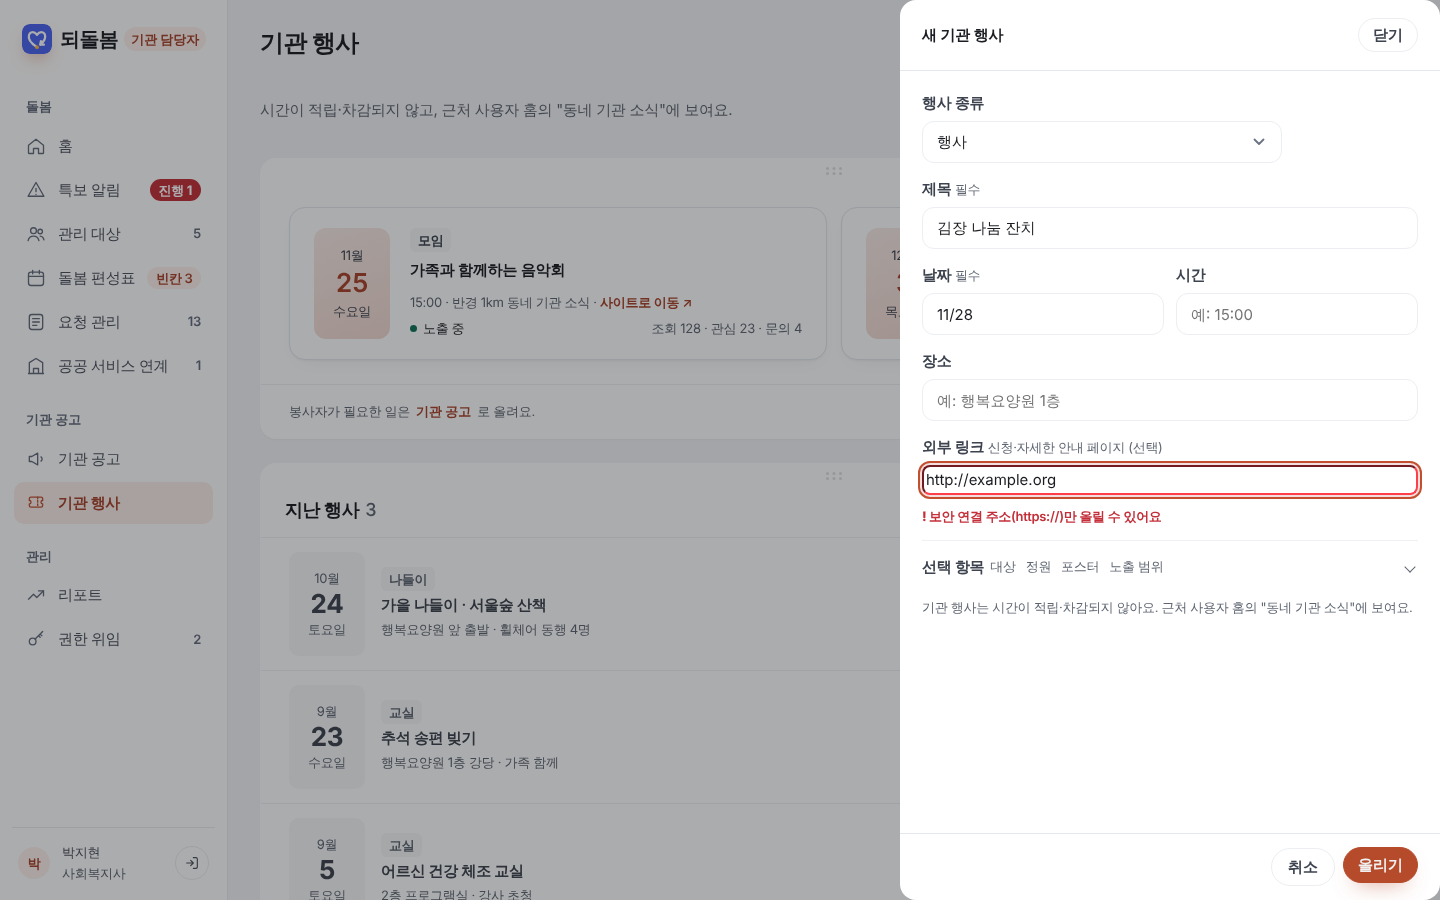 되돌봄 기관 담당자
돌봄
홈
특보 알림 진행 1
관리 대상 5
돌봄 편성표 빈칸 3
요청 관리 13
공공 서비스 연계 1
기관 공고
기관 공고
기관 행사
관리
리포트
권한 위임 2
박 박지현
사회복지사
기관 행사
시간이 적립·차감되지 않고, 근처 사용자 홈의 "동네 기관 소식"에 보여요.
11월
25
수요일
모임
가족과 함께하는 음악회
15:00 · 반경 1km 동네 기관 소식 · 사이트로 이동 ↗
노출 중 조회 128 · 관심 23 · 문의 4
봉사자가 필요한 일은 기관 공고 로 올려요.
지난 행사 3
10월
24
토요일
나들이
가을 나들이 · 서울숲 산책
행복요양원 앞 출발 · 휠체어 동행 4명
9월
23
수요일
교실
추석 송편 빚기
행복요양원 1층 강당 · 가족 함께
9월
5
토요일
교실
어르신 건강 체조 교실
2층 프로그램실 · 강사 초청
새 기관 행사 닫기
행사 종류
행사
제목 필수
김장 나눔 잔치
날짜 필수 시간
11/28 예: 15:00
장소
예: 행복요양원 1층
외부 링크 신청·자세한 안내 페이지 (선택)
http://example.org
! 보안 연결 주소(https://)만 올릴 수 있어요
선택 항목 대상 정원 포스터 노출 범위
기관 행사는 시간이 적립·차감되지 않아요. 근처 사용자 홈의 "동네 기관 소식"에 보여요.
취소 올리기